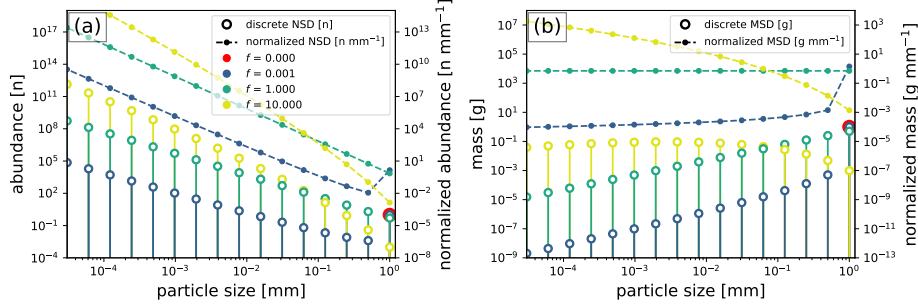 (a)
discrete NSD [n]
normalized NSD [n mm⁻¹]
f = 0.000
f = 0.001
f = 1.000
f = 10.000
abundance [n]
10¹⁷
10¹⁴
10¹¹
10⁸
10⁵
10²
10⁻¹
10⁻⁴
normalized abundance [n mm⁻¹]
10¹³
10¹⁰
10⁷
10⁴
10¹
10⁻²
10⁻⁵
10⁻⁸
10⁻⁴
10⁻³
10⁻²
10⁻¹
10⁰
particle size [mm]
(b)
discrete MSD [g]
normalized MSD [g mm⁻¹]
mass [g]
10⁷
10⁵
10³
10¹
10⁻¹
10⁻³
10⁻⁵
10⁻⁷
10⁻⁹
normalized mass [g mm⁻¹]
10³
10¹
10⁻¹
10⁻³
10⁻⁵
10⁻⁷
10⁻⁹
10⁻¹¹
10⁻¹³
10⁻⁴
10⁻³
10⁻²
10⁻¹
10⁰
particle size [mm]